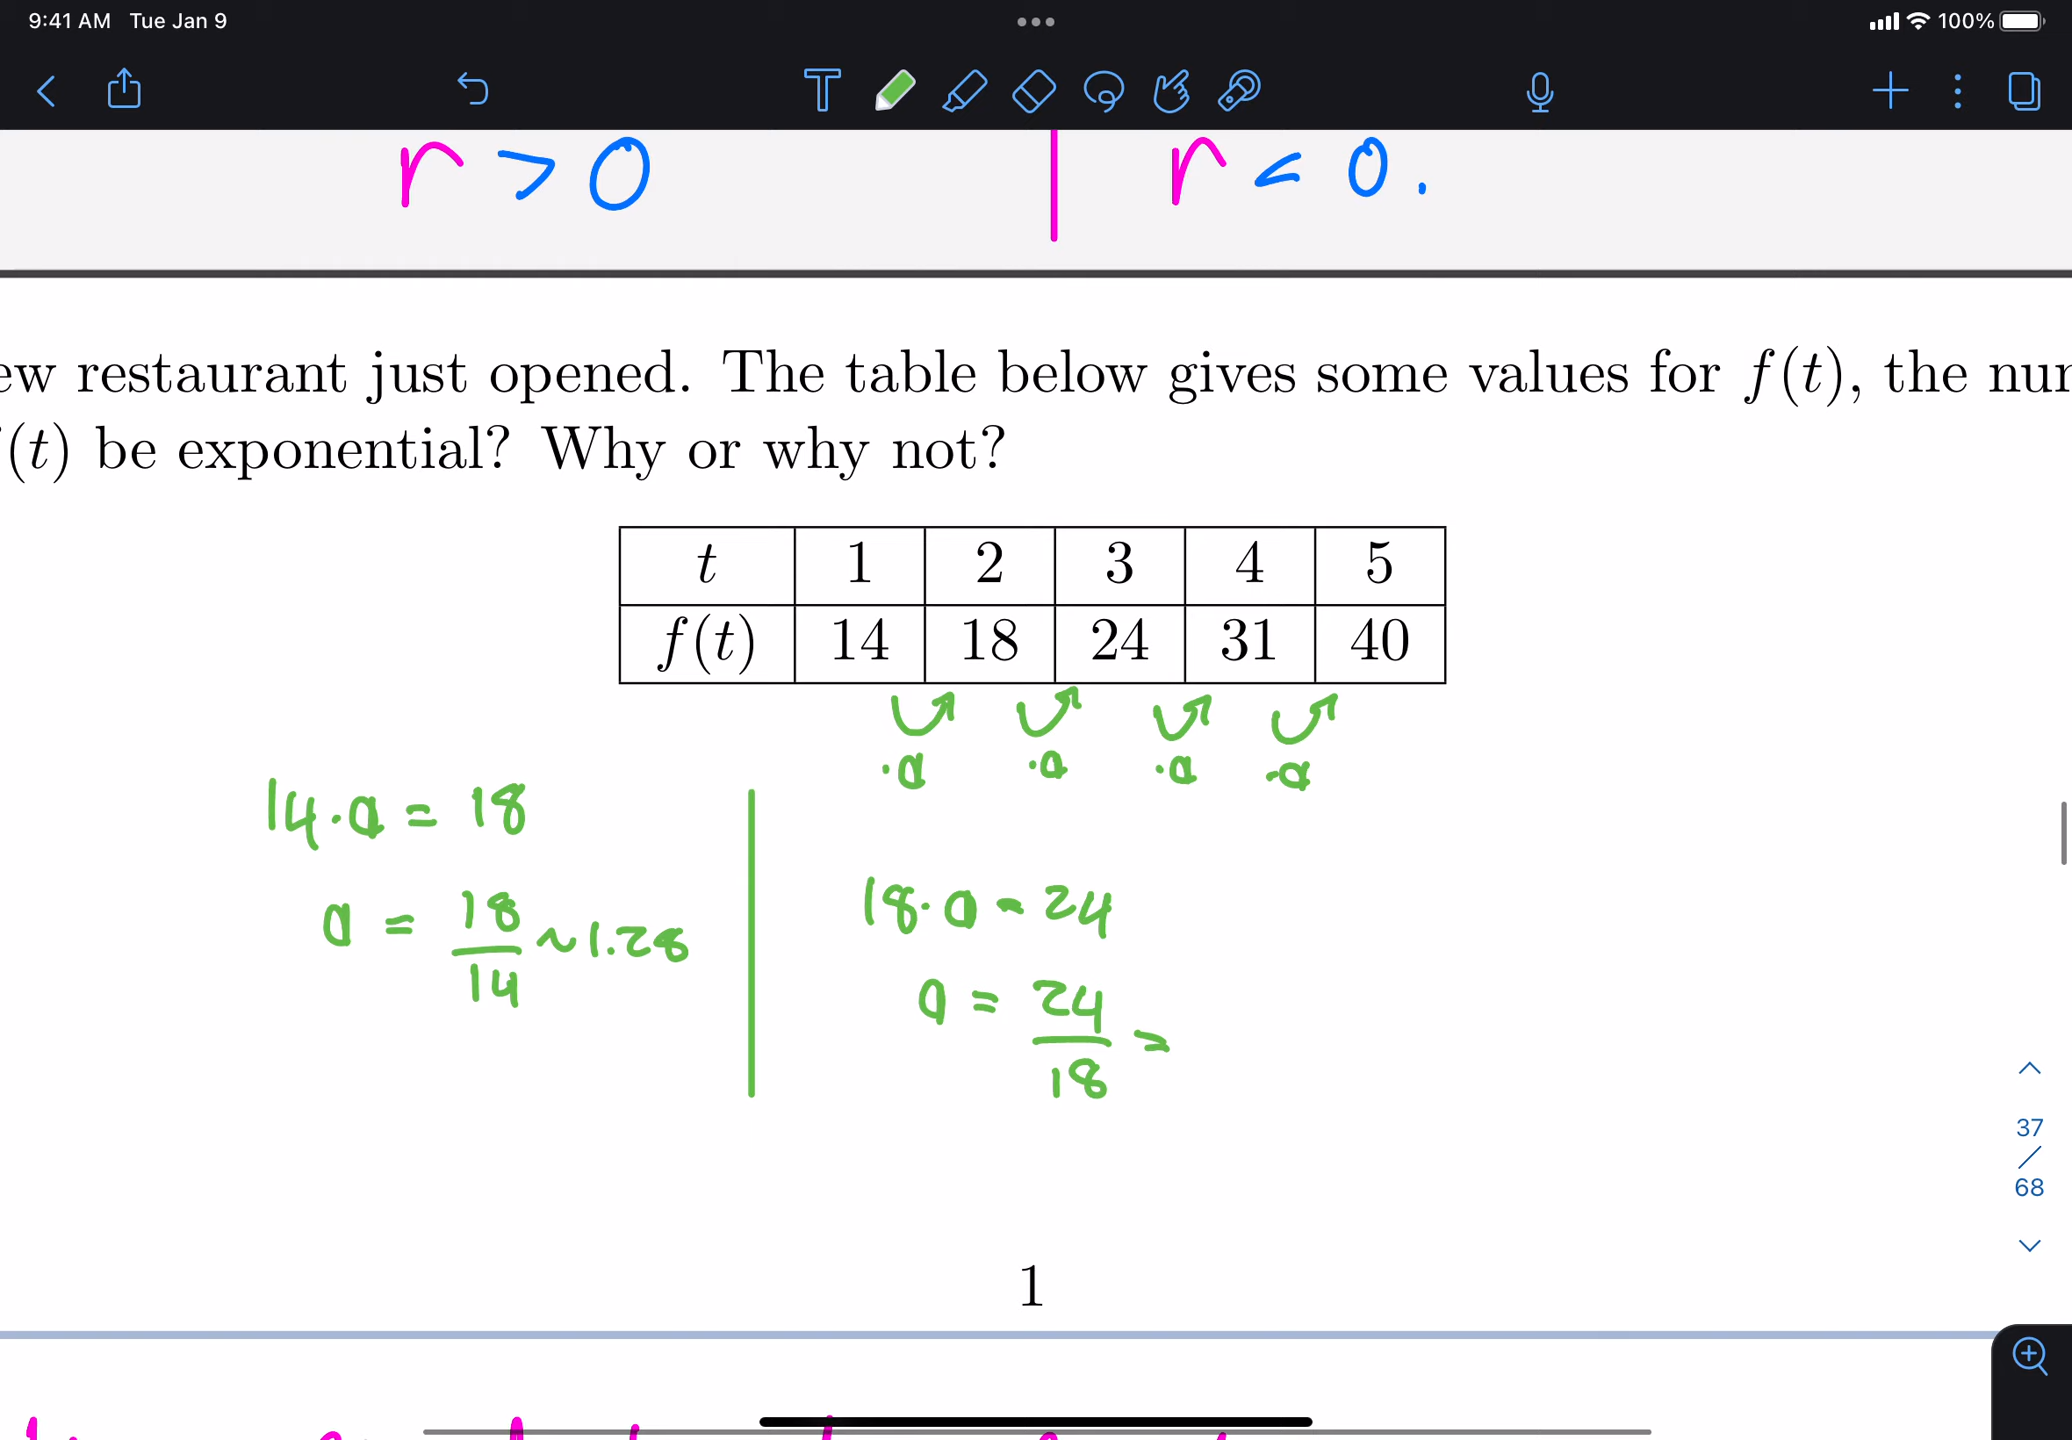 9:41 AM Tue Jan 9
100%
r > 0
r < 0.
ew restaurant just opened. The table below gives some values for f(t), the nu
(t) be exponential? Why or why not?
t 1 2 3 4 5
f(t) 14 18 24 31 40
·a ·a ·a ·a
14·a = 18
a = 18/14 ~1.28
18·a = 24
a = 24/18 =
37
/
68
1